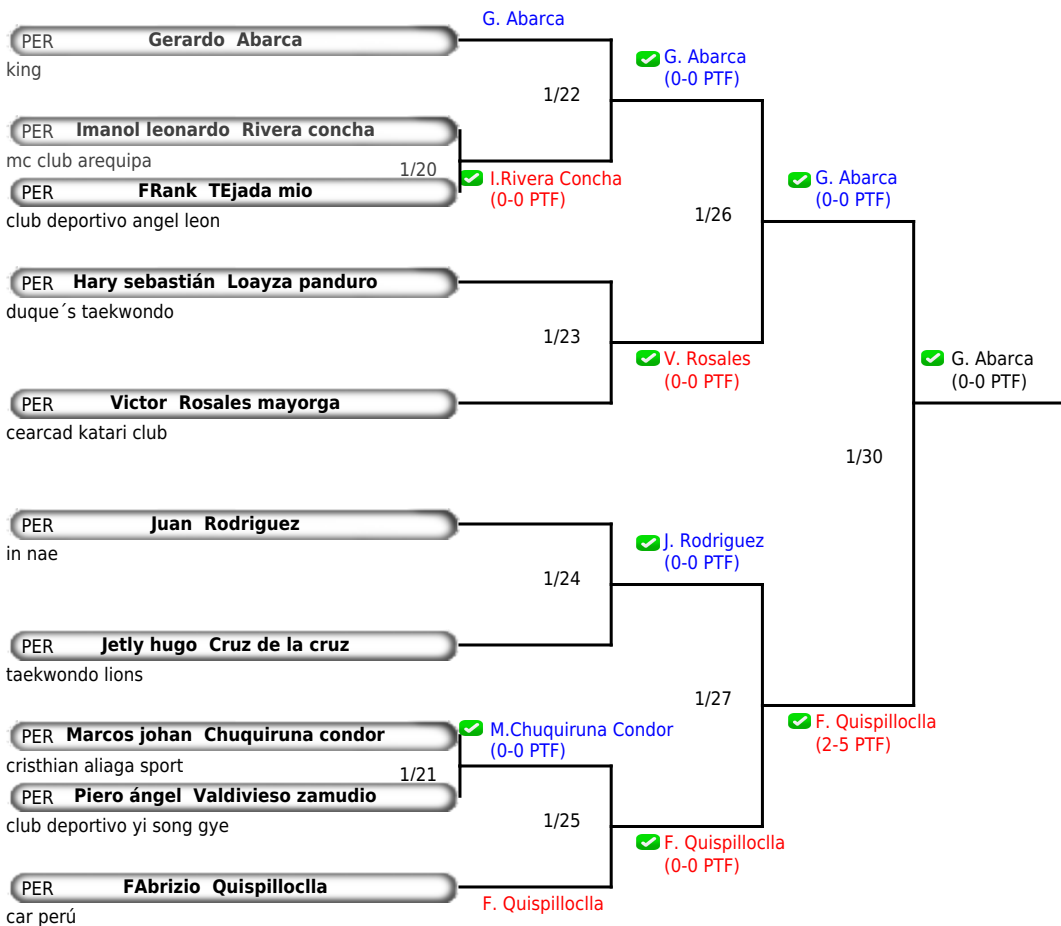 G. Abarca
PER Gerardo Abarca
king
G. Abarca
(0-0 PTF)
1/22
PER Imanol leonardo Rivera concha
mc club arequipa
1/20
PER FRank TEjada mio
club deportivo angel leon
I.Rivera Concha
(0-0 PTF)
G. Abarca
(0-0 PTF)
1/26
PER Hary sebastián Loayza panduro
duque´s taekwondo
1/23
V. Rosales
(0-0 PTF)
G. Abarca
(0-0 PTF)
PER Victor Rosales mayorga
cearcad katari club
1/30
PER Juan Rodriguez
in nae
J. Rodriguez
(0-0 PTF)
1/24
PER Jetly hugo Cruz de la cruz
taekwondo lions
1/27
F. Quispilloclla
(2-5 PTF)
PER Marcos johan Chuquiruna condor
cristhian aliaga sport
M.Chuquiruna Condor
(0-0 PTF)
1/21
PER Piero ángel Valdivieso zamudio
club deportivo yi song gye
1/25
F. Quispilloclla
(0-0 PTF)
PER FAbrizio Quispilloclla
car perú
F. Quispilloclla